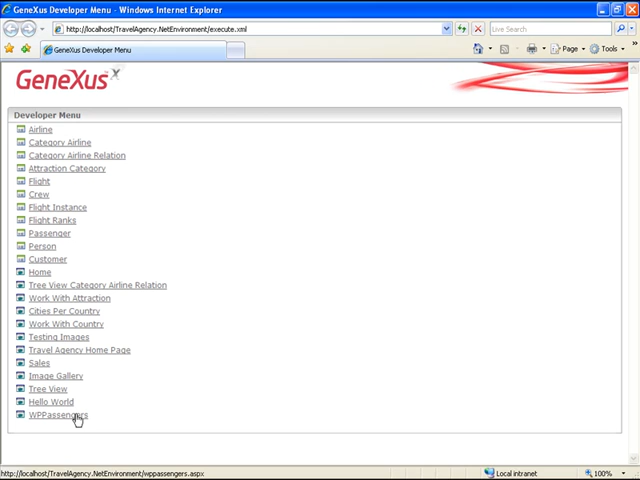 GeneXus Developer Menu - Windows Internet Explorer
http://localhost/TravelAgency.NetEnvironment/execute.xml
Live Search
GeneXus Developer Menu
Page
Tools
GeneXus X
Developer Menu
Airline
Category Airline
Category Airline Relation
Attraction Category
Flight
Crew
Flight Instance
Flight Ranks
Passenger
Person
Customer
Home
Tree View Category Airline Relation
Work With Attraction
Cities Per Country
Work With Country
Testing Images
Travel Agency Home Page
Sales
Image Gallery
Tree View
Hello World
WPPassengers
http://localhost/TravelAgency.NetEnvironment/wppassengers.aspx
Local intranet
100%